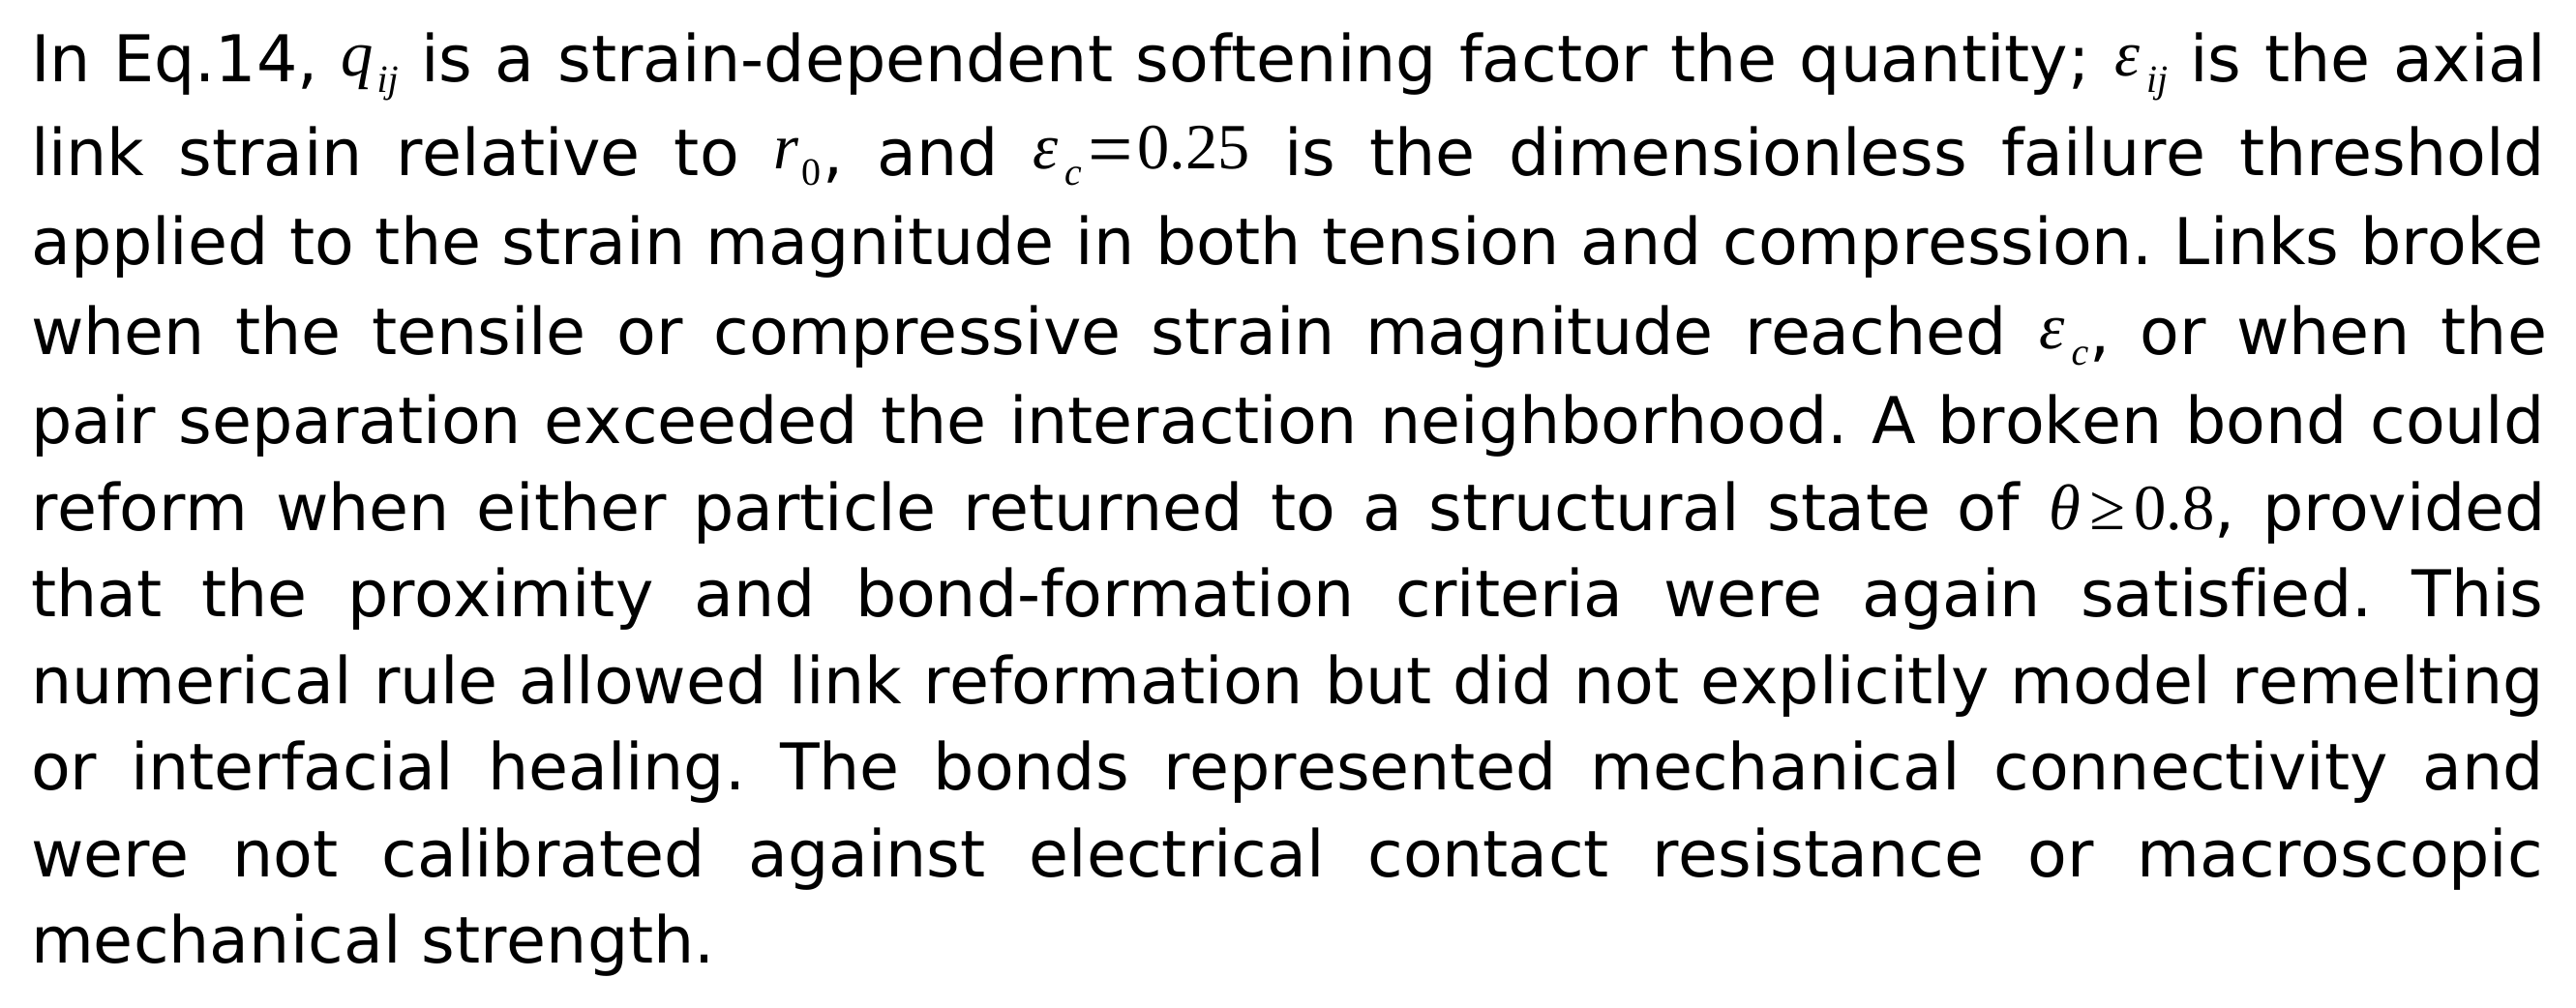 In Eq.14, q_ij is a strain-dependent softening factor the quantity; ε_ij is the axial
link strain relative to r_0, and ε_c=0.25 is the dimensionless failure threshold
applied to the strain magnitude in both tension and compression. Links broke
when the tensile or compressive strain magnitude reached ε_c, or when the
pair separation exceeded the interaction neighborhood. A broken bond could
reform when either particle returned to a structural state of θ≥0.8, provided
that the proximity and bond-formation criteria were again satisfied. This
numerical rule allowed link reformation but did not explicitly model remelting
or interfacial healing. The bonds represented mechanical connectivity and
were not calibrated against electrical contact resistance or macroscopic
mechanical strength.